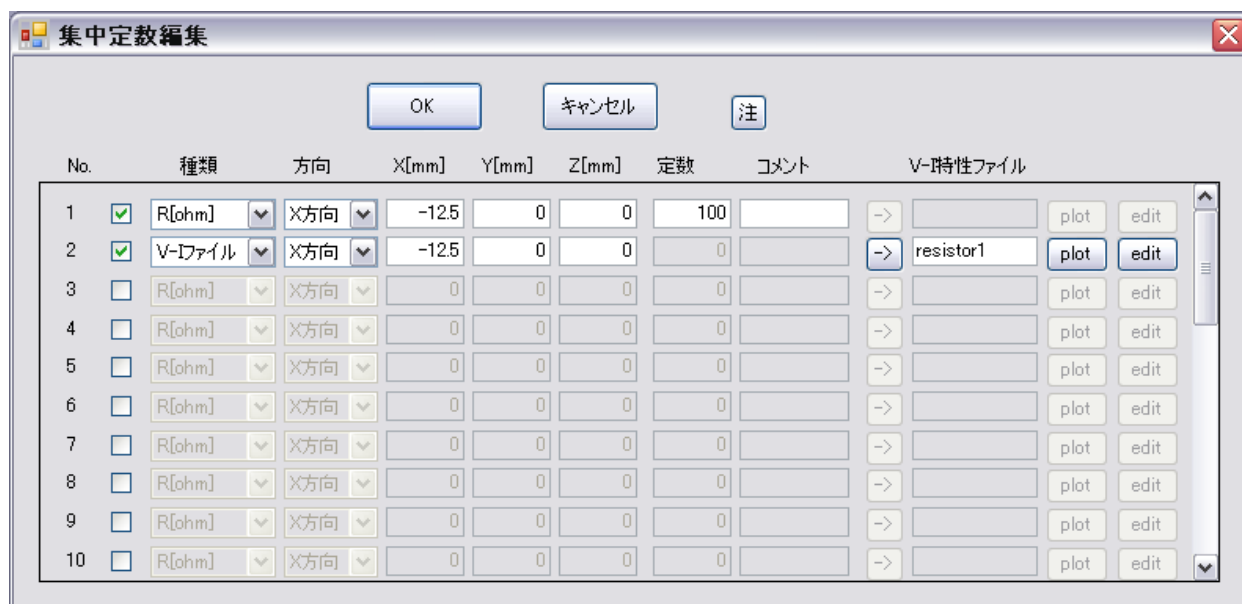 集中定数編集
OK キャンセル 注
No. 種類 方向 X[mm] Y[mm] Z[mm] 定数 コメント V-I特性ファイル
1 R[ohm] X方向 -12.5 0 0 100 -> plot edit
2 V-Iファイル X方向 -12.5 0 0 0 -> resistor1 plot edit
3 R[ohm] X方向 0 0 0 0 -> plot edit
4 R[ohm] X方向 0 0 0 0 -> plot edit
5 R[ohm] X方向 0 0 0 0 -> plot edit
6 R[ohm] X方向 0 0 0 0 -> plot edit
7 R[ohm] X方向 0 0 0 0 -> plot edit
8 R[ohm] X方向 0 0 0 0 -> plot edit
9 R[ohm] X方向 0 0 0 0 -> plot edit
10 R[ohm] X方向 0 0 0 0 -> plot edit